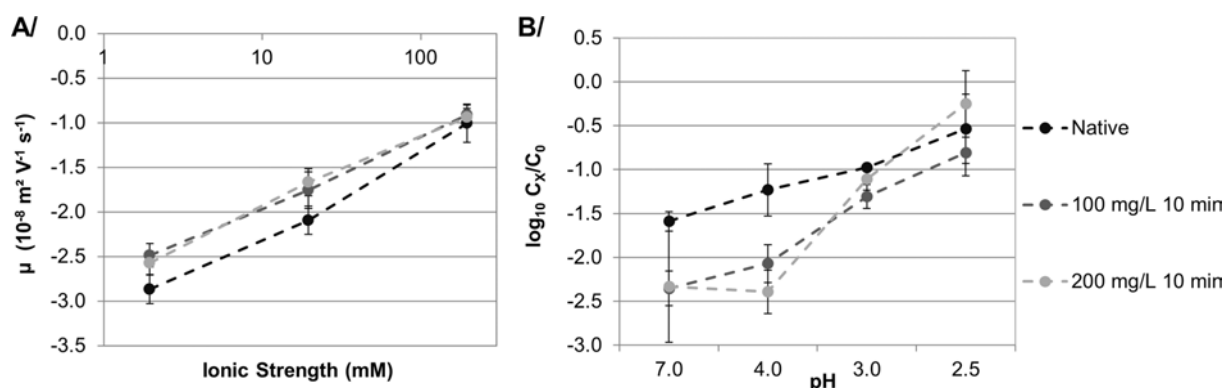 A/
0.0
1
10
100
-0.5
-1.0
-1.5
-2.0
-2.5
-3.0
-3.5
µ (10⁻⁸ m² V⁻¹ s⁻¹)
Ionic Strength (mM)
B/
0.5
0.0
-0.5
-1.0
-1.5
-2.0
-2.5
-3.0
log₁₀ Cₓ/C₀
7.0
4.0
3.0
2.5
pH
Native
100 mg/L 10 min
200 mg/L 10 min